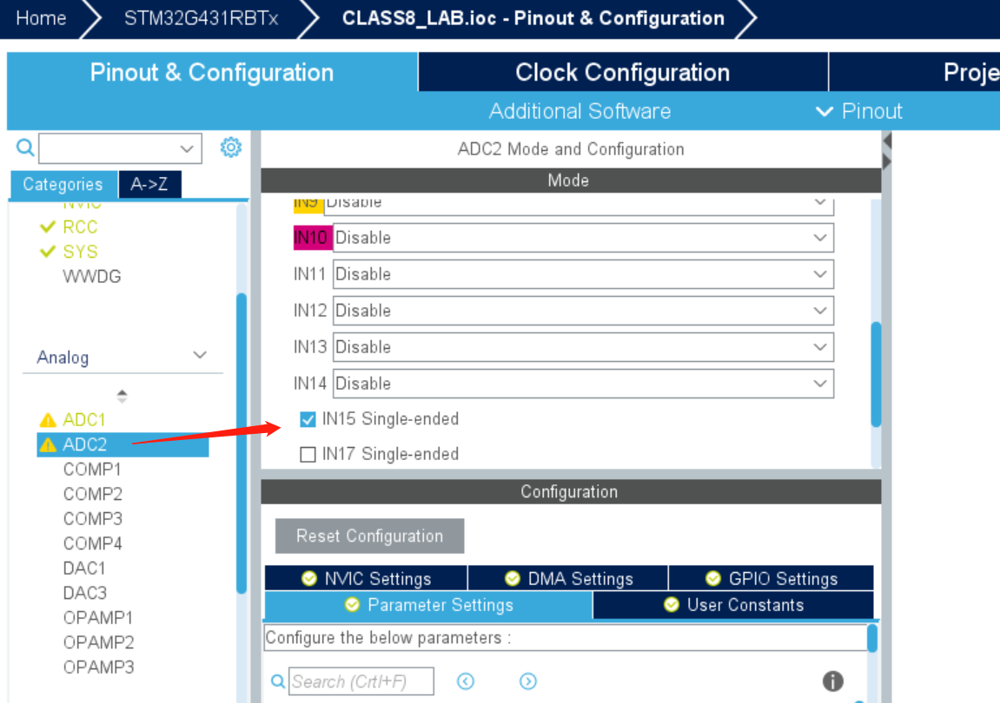 Home STM32G431RBTx CLASS8_LAB.ioc - Pinout & Configuration
Pinout & Configuration Clock Configuration Proje
Additional Software Pinout
ADC2 Mode and Configuration
Categories A->Z
Mode
NVIC
RCC
SYS
WWDG
Analog
ADC1
ADC2
COMP1
COMP2
COMP3
COMP4
DAC1
DAC3
OPAMP1
OPAMP2
OPAMP3
IN9 Disable
IN10 Disable
IN11 Disable
IN12 Disable
IN13 Disable
IN14 Disable
IN15 Single-ended
IN17 Single-ended
Configuration
Reset Configuration
NVIC Settings DMA Settings GPIO Settings
Parameter Settings User Constants
Configure the below parameters :
Search (Crtl+F)